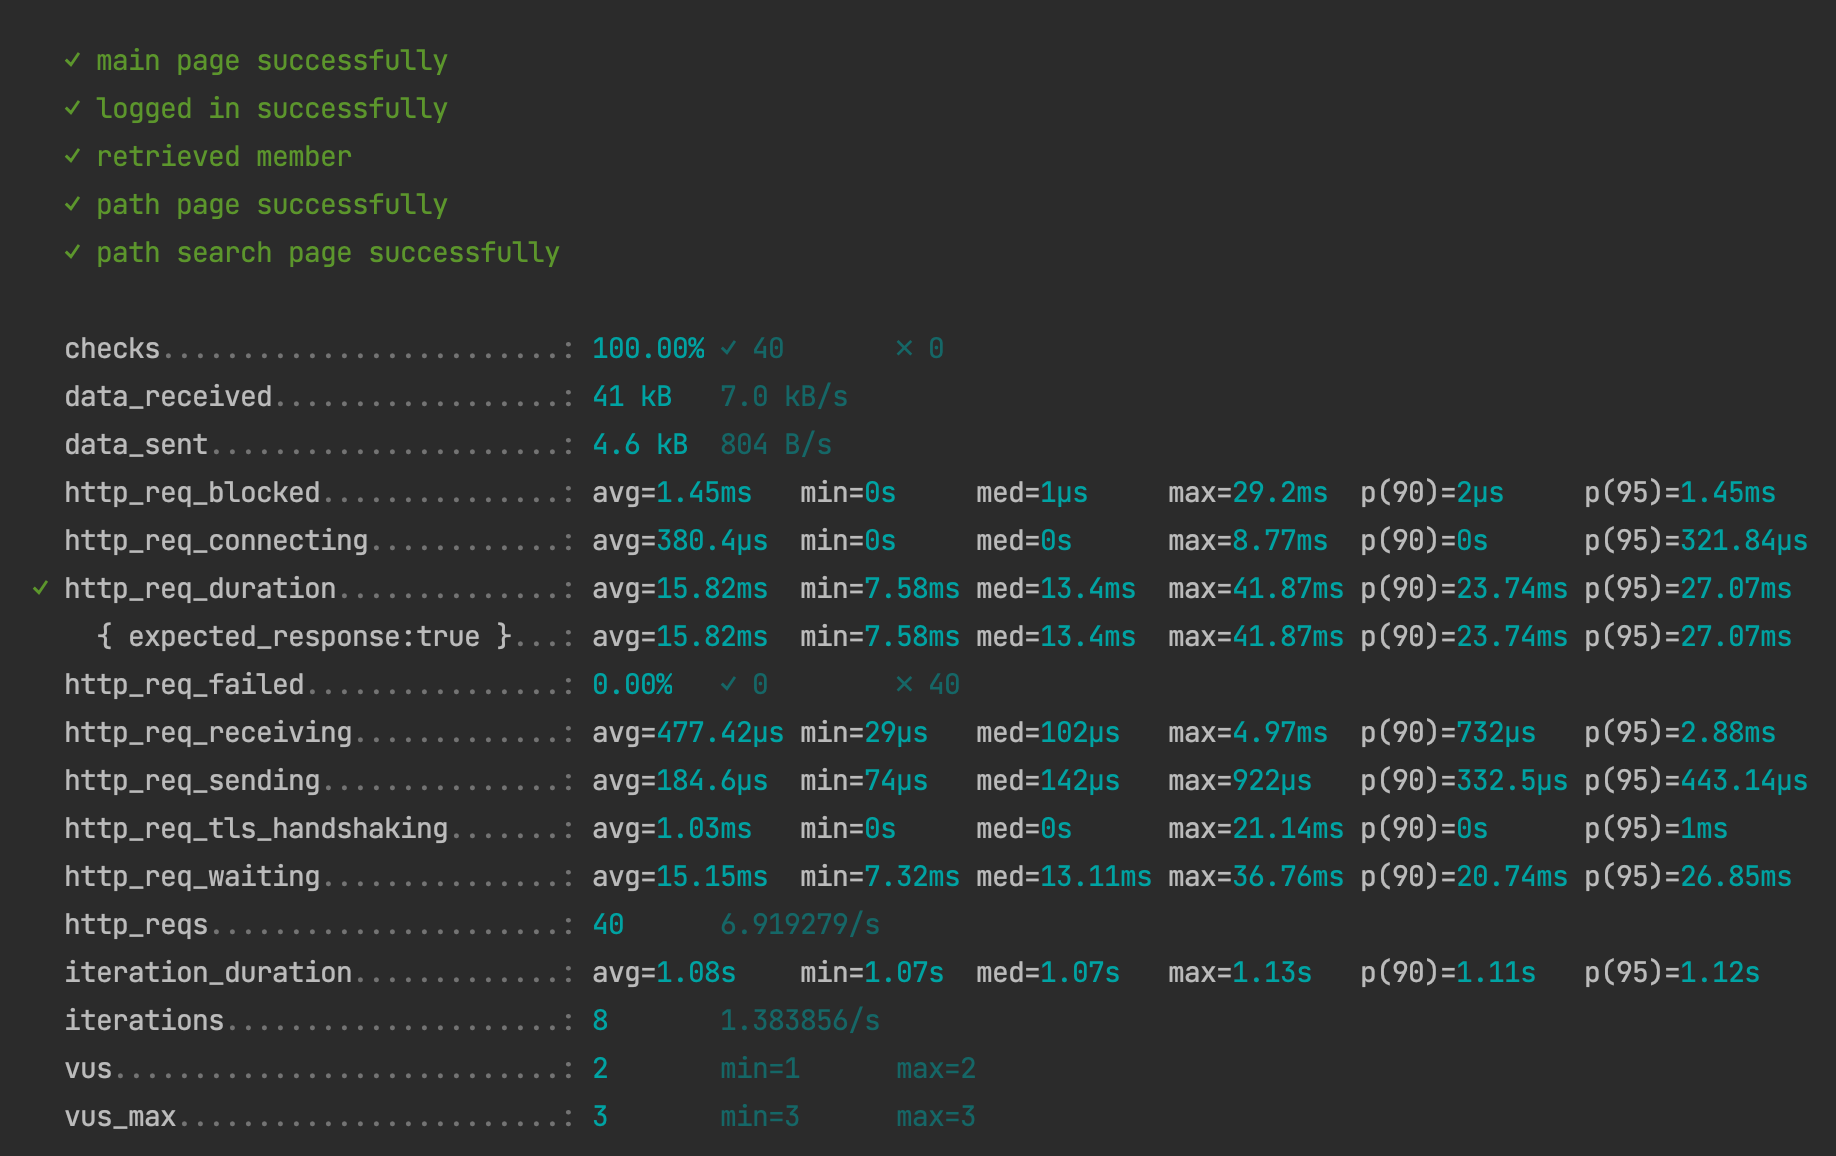 ✓ main page successfully
✓ logged in successfully
✓ retrieved member
✓ path page successfully
✓ path search page successfully
checks.........................: 100.00% ✓ 40       ✗ 0
data_received..................: 41 kB   7.0 kB/s
data_sent......................: 4.6 kB  804 B/s
http_req_blocked...............: avg=1.45ms   min=0s     med=1µs     max=29.2ms  p(90)=2µs     p(95)=1.45ms
http_req_connecting............: avg=380.4µs  min=0s     med=0s      max=8.77ms  p(90)=0s      p(95)=321.84µs
✓ http_req_duration..............: avg=15.82ms  min=7.58ms med=13.4ms  max=41.87ms p(90)=23.74ms p(95)=27.07ms
{ expected_response:true }...: avg=15.82ms  min=7.58ms med=13.4ms  max=41.87ms p(90)=23.74ms p(95)=27.07ms
http_req_failed................: 0.00%   ✓ 0        ✗ 40
http_req_receiving.............: avg=477.42µs min=29µs   med=102µs   max=4.97ms  p(90)=732µs   p(95)=2.88ms
http_req_sending...............: avg=184.6µs  min=74µs   med=142µs   max=922µs   p(90)=332.5µs p(95)=443.14µs
http_req_tls_handshaking.......: avg=1.03ms   min=0s     med=0s      max=21.14ms p(90)=0s      p(95)=1ms
http_req_waiting...............: avg=15.15ms  min=7.32ms med=13.11ms max=36.76ms p(90)=20.74ms p(95)=26.85ms
http_reqs......................: 40      6.919279/s
iteration_duration.............: avg=1.08s    min=1.07s  med=1.07s   max=1.13s   p(90)=1.11s   p(95)=1.12s
iterations.....................: 8       1.383856/s
vus............................: 2       min=1      max=2
vus_max........................: 3       min=3      max=3